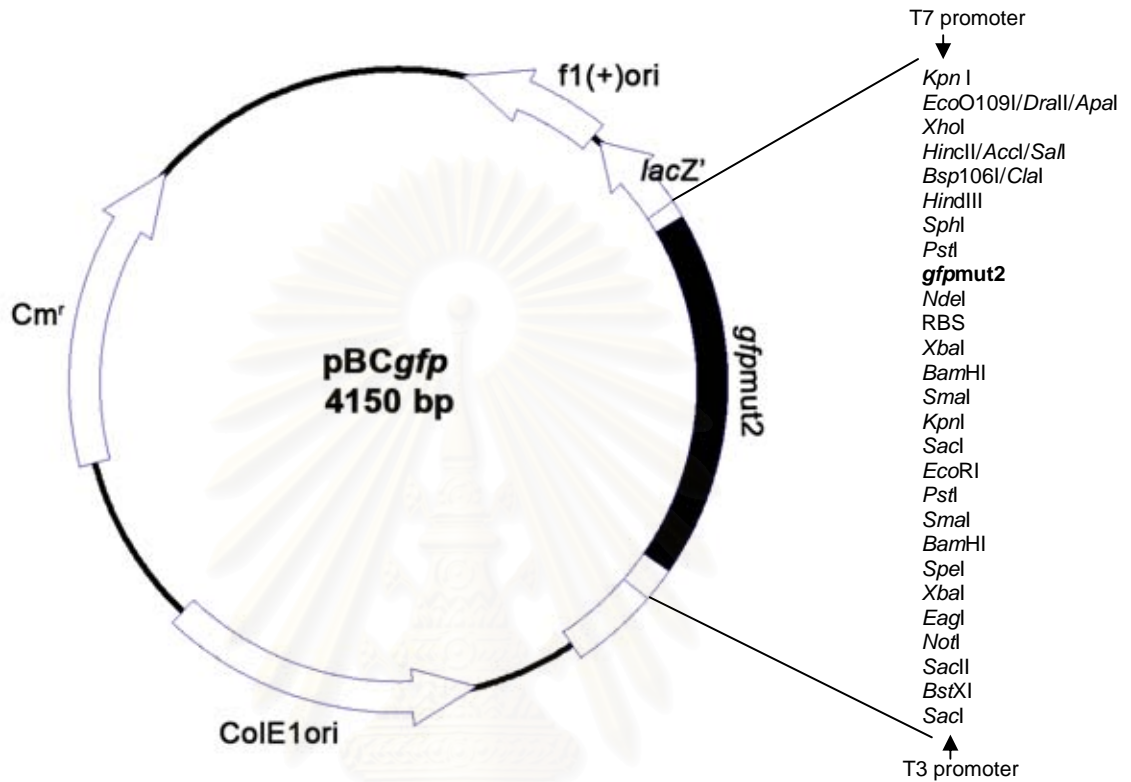 T7 promoter
f1(+)ori
lacZ'
Cmʳ
pBCgfp
4150 bp
gfpmut2
ColE1ori
Kpn I
EcoO109I/DraII/ApaI
XhoI
HincII/AccI/SalI
Bsp106I/ClaI
HindIII
SphI
PstI
gfpmut2
NdeI
RBS
XbaI
BamHI
SmaI
KpnI
SacI
EcoRI
PstI
SmaI
BamHI
SpeI
XbaI
EagI
NotI
SacII
BstXI
SacI
T3 promoter